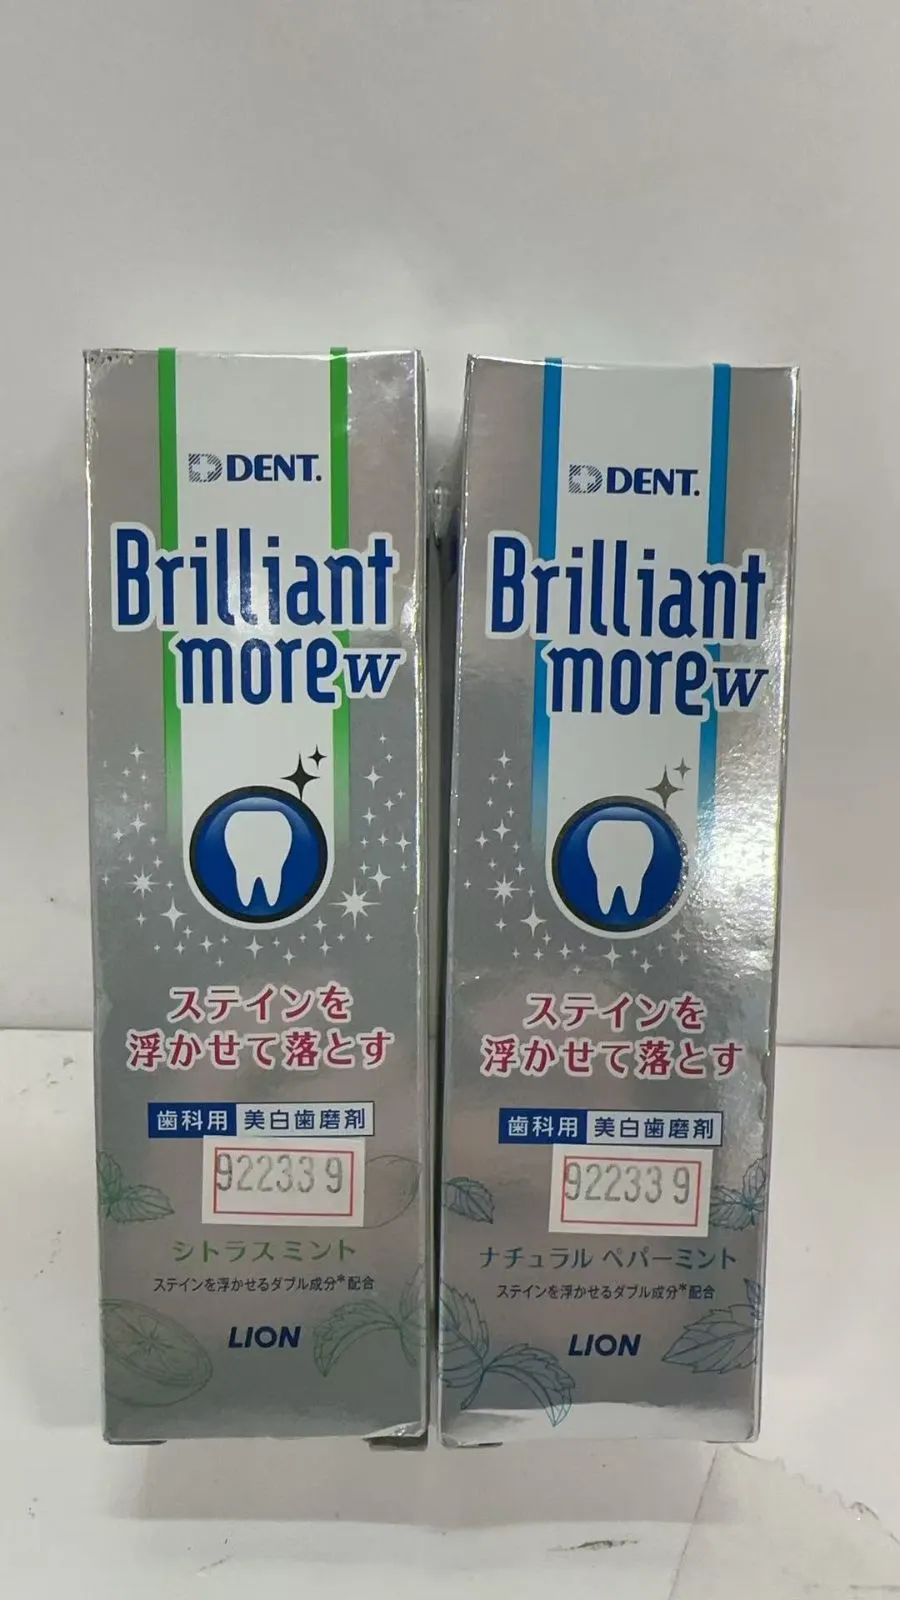 DENT.
Brilliant
more W
ステインを
浮かせて落とす
歯科用 美白歯磨剤
922339
シトラスミント
ステインを浮かせるダブル成分*配合
LION
DENT.
Brilliant
more W
ステインを
浮かせて落とす
歯科用 美白歯磨剤
922339
ナチュラル ペパーミント
ステインを浮かせるダブル成分*配合
LION